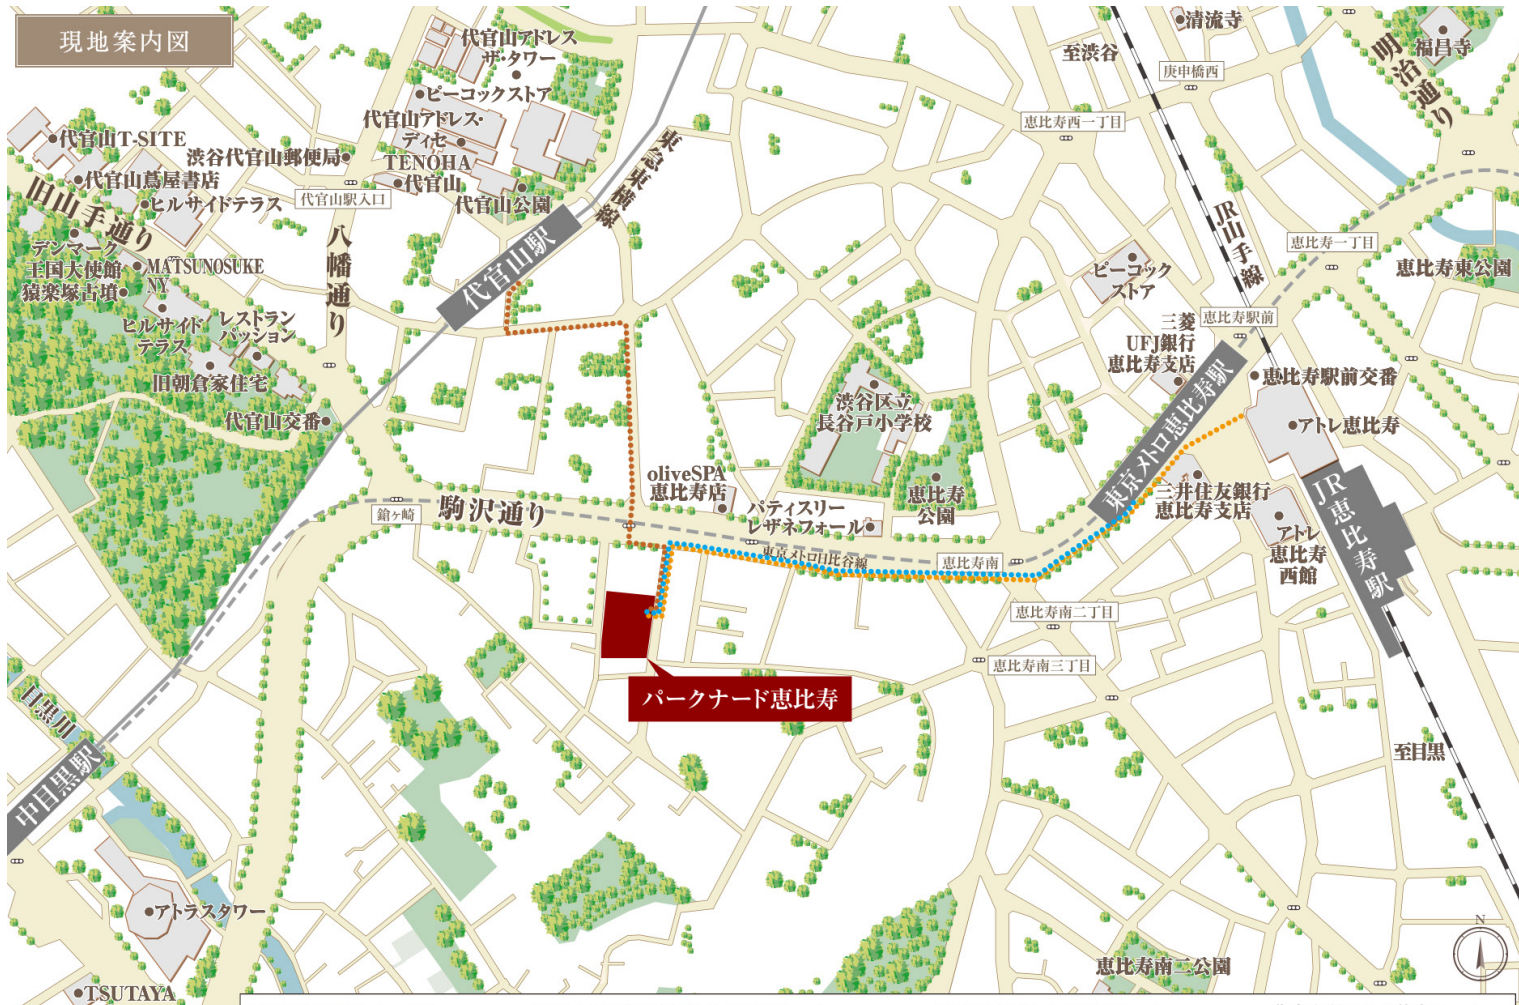 現地案内図
代官山アドレス
ザ・タワー
ピーコックストア
代官山アドレス・
ディセ
TENOHA
代官山
代官山公園
代官山T-SITE
渋谷代官山郵便局
代官山蔦屋書店
ヒルサイドテラス
代官山駅入口
旧山手通り
八幡通り
デンマーク
王国大使館
猿楽塚古墳
MATSUNOSUKE
NY
ヒルサイド
テラス
レストラン
パッション
旧朝倉家住宅
代官山交番
代官山駅
東急東横線
清流寺
至渋谷
庚申橋西
福昌寺
明治通り
恵比寿西一丁目
JR山手線
恵比寿一丁目
恵比寿東公園
ピーコック
ストア
恵比寿駅前
三菱
UFJ銀行
恵比寿支店
恵比寿駅前交番
アトレ恵比寿
東京メトロ恵比寿駅
渋谷区立
長谷戸小学校
恵比寿
公園
三井住友銀行
恵比寿支店
アトレ
恵比寿
西館
JR恵比寿駅
oliveSPA
恵比寿店
パティスリー
レザネフォール
鎗ヶ崎
駒沢通り
東京メトロ日比谷線
恵比寿南
恵比寿南二丁目
恵比寿南三丁目
パークナード恵比寿
目黒川
中目黒駅
至目黒
アトラスタワー
TSUTAYA
恵比寿南二公園
N